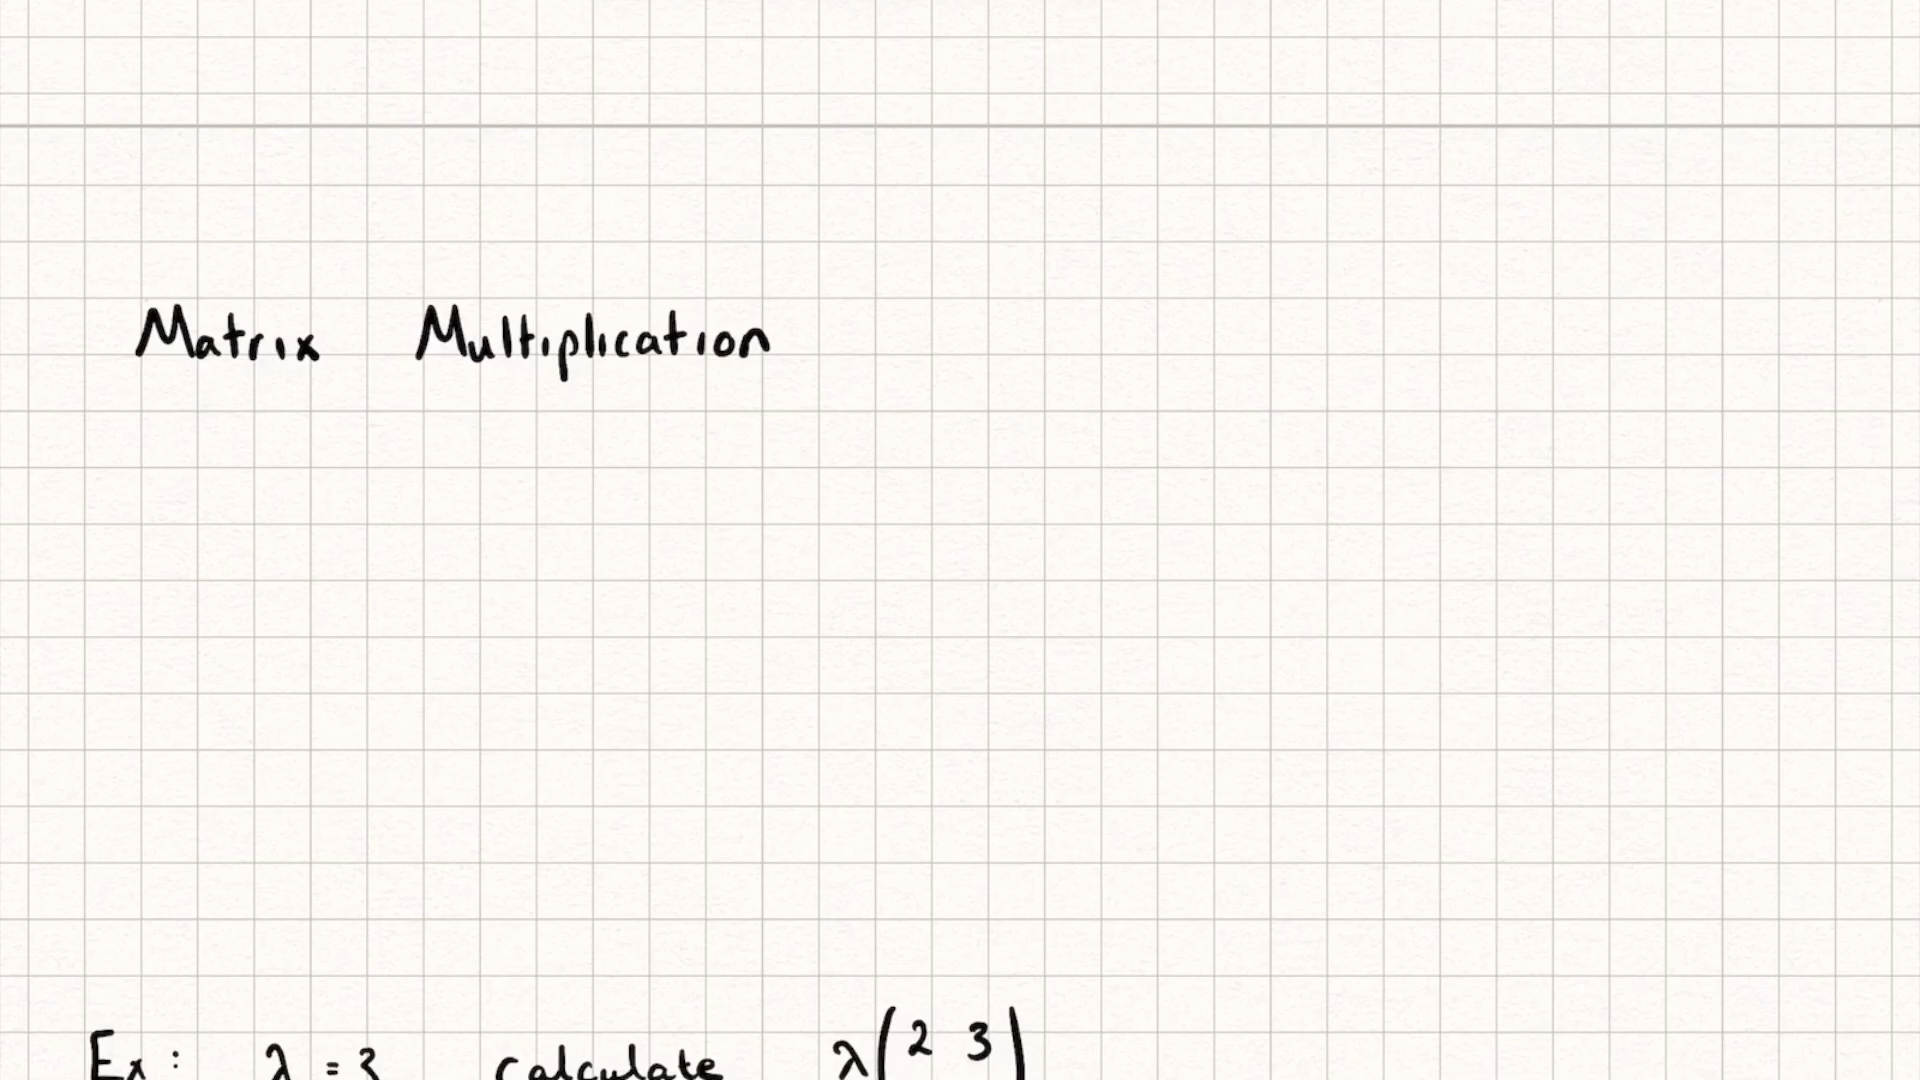 Matrix Multiplication
Ex: λ = 3 calculate λ(2 3)